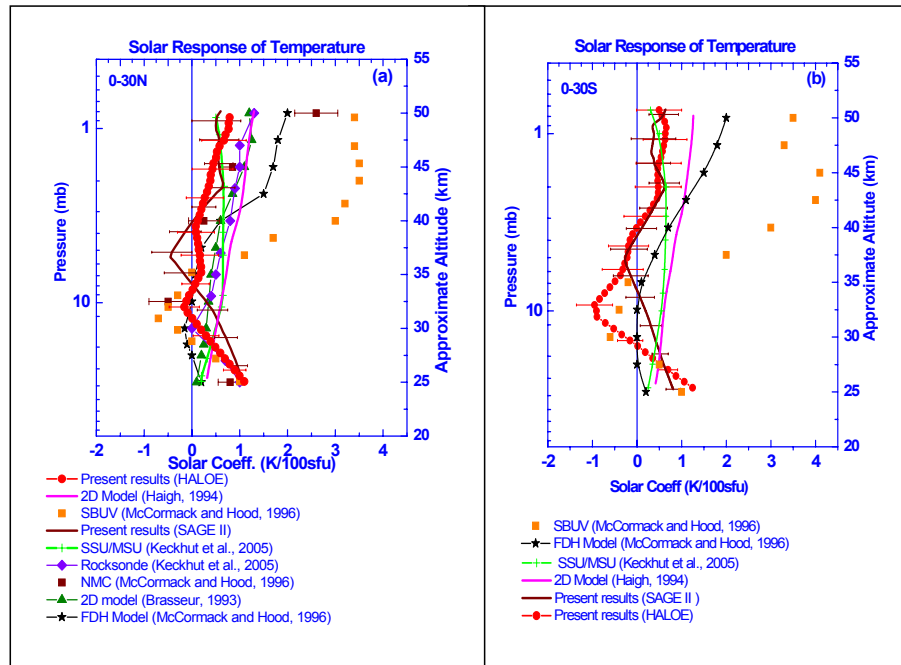 Solar Response of Temperature
(a)
0-30N
Pressure (mb)
1
10
Approximate Altitude (km)
55
50
45
40
35
30
25
20
-2 -1 0 1 2 3 4
Solar Coeff. (K/100sfu)
Present results (HALOE)
2D Model (Haigh, 1994)
SBUV (McCormack and Hood, 1996)
Present results (SAGE II)
SSU/MSU (Keckhut et al., 2005)
Rocksonde (Keckhut et al., 2005)
NMC (McCormack and Hood, 1996)
2D model (Brasseur, 1993)
FDH Model (McCormack and Hood, 1996)
Solar Response of Temperature
(b)
0-30S
Pressure (mb)
1
10
Approximate Altitute (km)
55
50
45
40
35
30
25
20
-2 -1 0 1 2 3 4
Solar Coeff (K/100sfu)
SBUV (McCormack and Hood, 1996)
FDH Model (McCormack and Hood, 1996)
SSU/MSU (Keckhut et al., 2005)
2D Model (Haigh, 1994)
Present results (SAGE II )
Present results (HALOE)